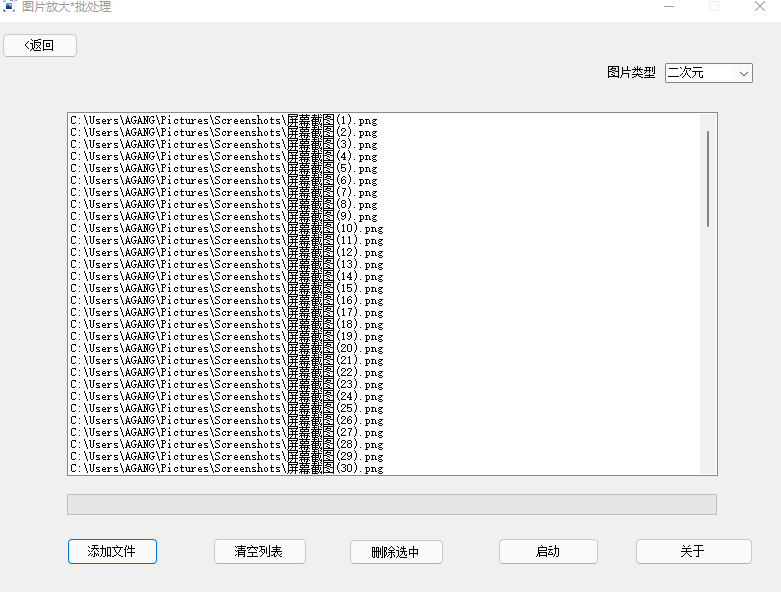 图片放大*批处理
<返回
图片类型 二次元
C:\Users\AGANG\Pictures\Screenshots\屏幕截图(1).png
C:\Users\AGANG\Pictures\Screenshots\屏幕截图(2).png
C:\Users\AGANG\Pictures\Screenshots\屏幕截图(3).png
C:\Users\AGANG\Pictures\Screenshots\屏幕截图(4).png
C:\Users\AGANG\Pictures\Screenshots\屏幕截图(5).png
C:\Users\AGANG\Pictures\Screenshots\屏幕截图(6).png
C:\Users\AGANG\Pictures\Screenshots\屏幕截图(7).png
C:\Users\AGANG\Pictures\Screenshots\屏幕截图(8).png
C:\Users\AGANG\Pictures\Screenshots\屏幕截图(9).png
C:\Users\AGANG\Pictures\Screenshots\屏幕截图(10).png
C:\Users\AGANG\Pictures\Screenshots\屏幕截图(11).png
C:\Users\AGANG\Pictures\Screenshots\屏幕截图(12).png
C:\Users\AGANG\Pictures\Screenshots\屏幕截图(13).png
C:\Users\AGANG\Pictures\Screenshots\屏幕截图(14).png
C:\Users\AGANG\Pictures\Screenshots\屏幕截图(15).png
C:\Users\AGANG\Pictures\Screenshots\屏幕截图(16).png
C:\Users\AGANG\Pictures\Screenshots\屏幕截图(17).png
C:\Users\AGANG\Pictures\Screenshots\屏幕截图(18).png
C:\Users\AGANG\Pictures\Screenshots\屏幕截图(19).png
C:\Users\AGANG\Pictures\Screenshots\屏幕截图(20).png
C:\Users\AGANG\Pictures\Screenshots\屏幕截图(21).png
C:\Users\AGANG\Pictures\Screenshots\屏幕截图(22).png
C:\Users\AGANG\Pictures\Screenshots\屏幕截图(23).png
C:\Users\AGANG\Pictures\Screenshots\屏幕截图(24).png
C:\Users\AGANG\Pictures\Screenshots\屏幕截图(25).png
C:\Users\AGANG\Pictures\Screenshots\屏幕截图(26).png
C:\Users\AGANG\Pictures\Screenshots\屏幕截图(27).png
C:\Users\AGANG\Pictures\Screenshots\屏幕截图(28).png
C:\Users\AGANG\Pictures\Screenshots\屏幕截图(29).png
C:\Users\AGANG\Pictures\Screenshots\屏幕截图(30).png
添加文件 清空列表 删除选中 启动 关于